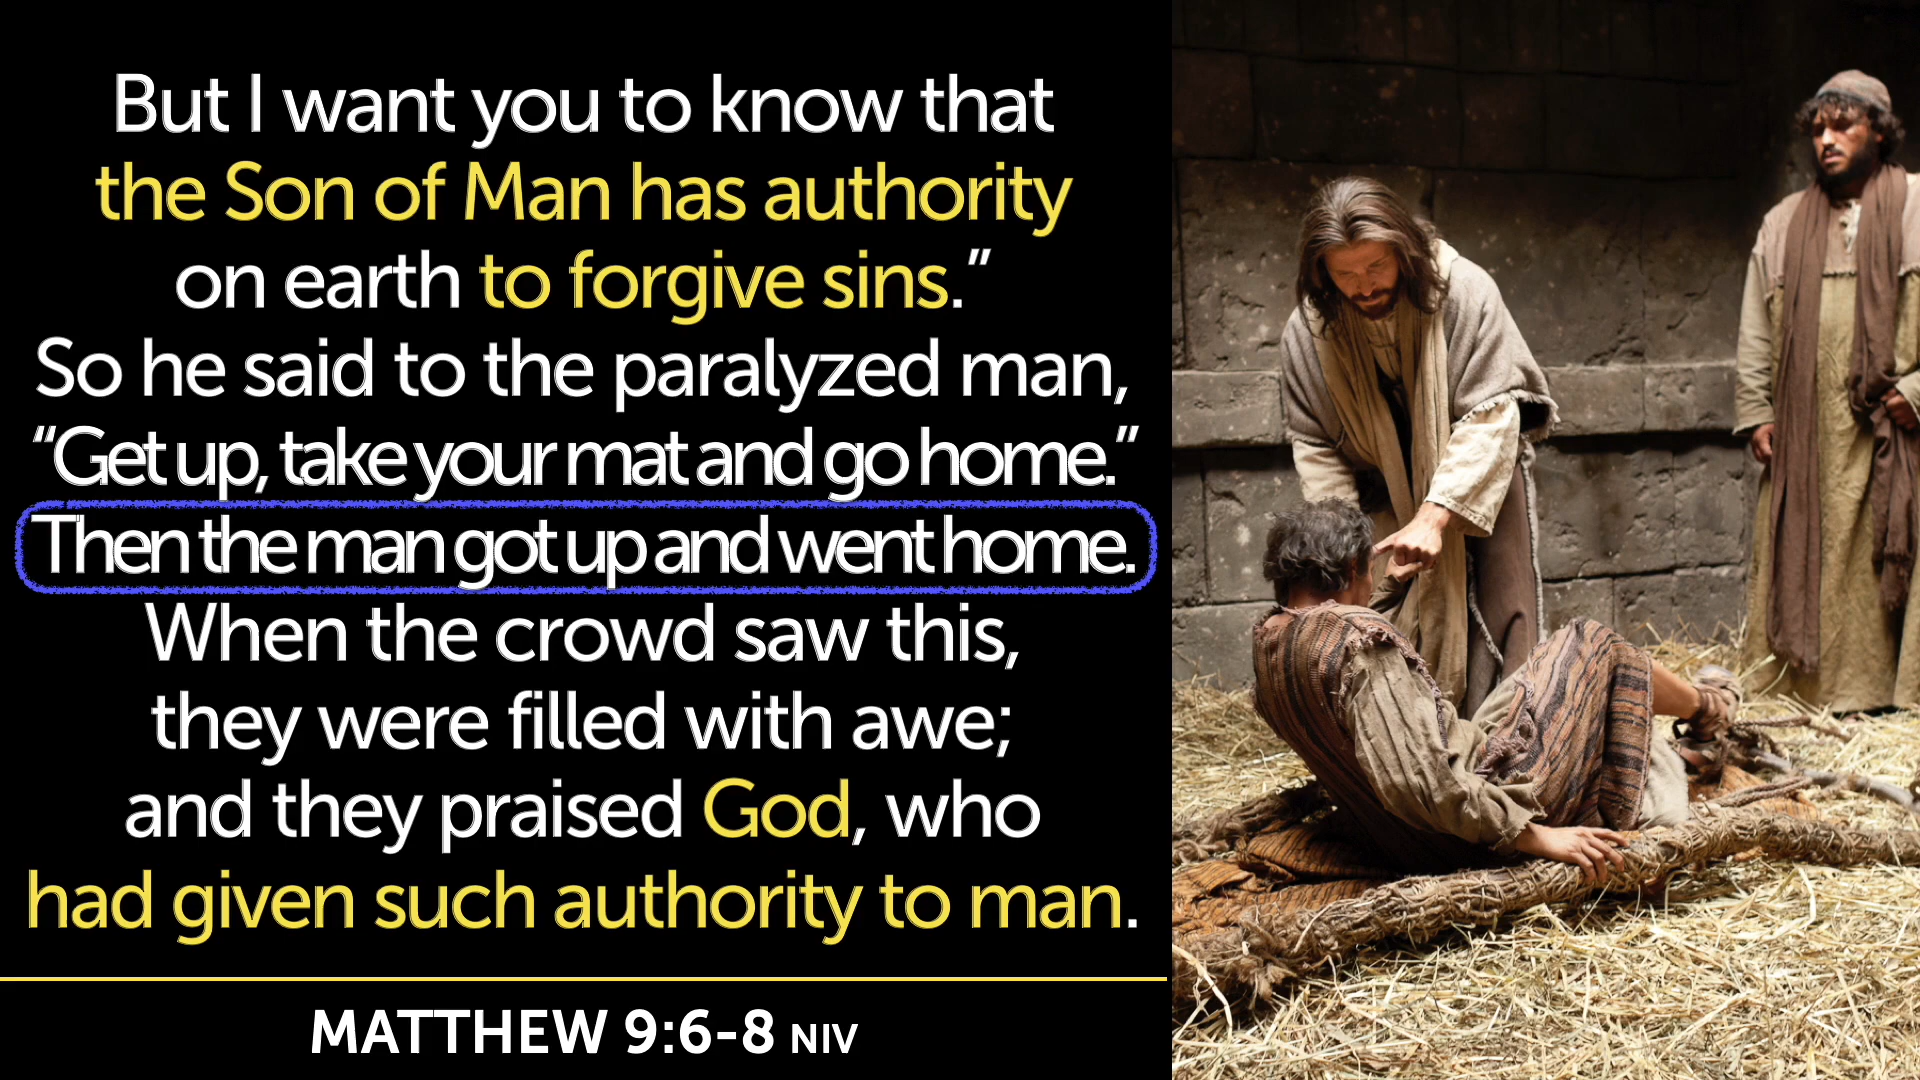 But I want you to know that
the Son of Man has authority
on earth to forgive sins.”
So he said to the paralyzed man,
“Get up, take your mat and go home.”
Then the man got up and went home.
When the crowd saw this,
they were filled with awe;
and they praised God, who
had given such authority to man.
MATTHEW 9:6-8 NIV